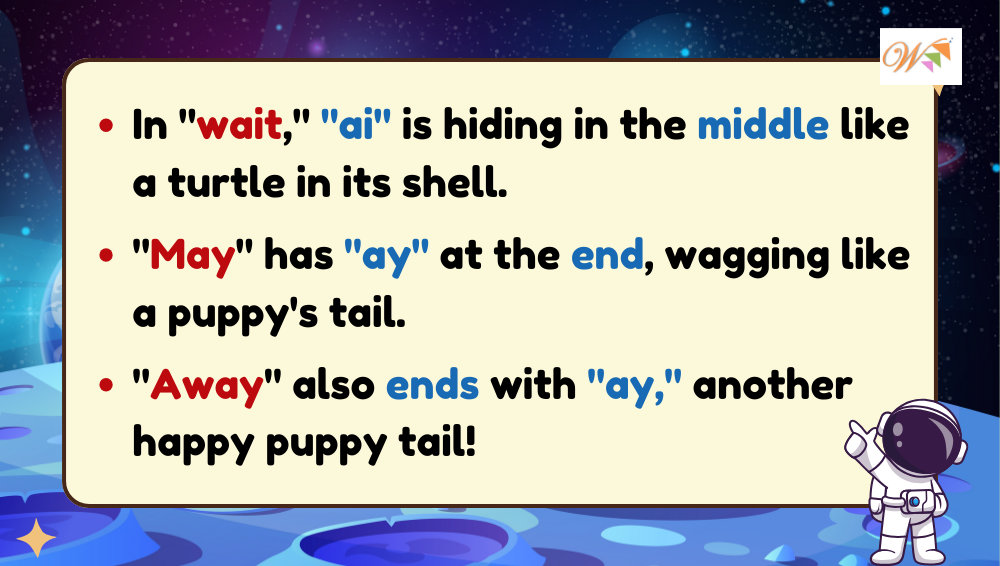 W
• In "wait," "ai" is hiding in the middle like
a turtle in its shell.
• "May" has "ay" at the end, wagging like
a puppy's tail.
• "Away" also ends with "ay," another
happy puppy tail!